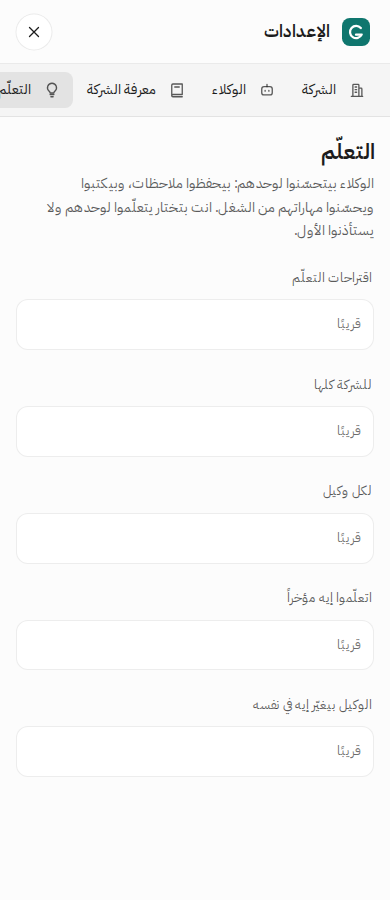 الإعدادات
الشركة
الوكلاء
معرفة الشركة
التعلّم
التعلّم
الوكلاء بيتحسّنوا لوحدهم: بيحفظوا ملاحظات، وبيكتبوا
ويحسّنوا مهاراتهم من الشغل. انت بتختار يتعلّموا لوحدهم ولا
يستأذنوا الأول.
اقتراحات التعلّم
قريبًا
للشركة كلها
قريبًا
لكل وكيل
قريبًا
اتعلّموا إيه مؤخراً
قريبًا
الوكيل بيغيّر إيه في نفسه
قريبًا